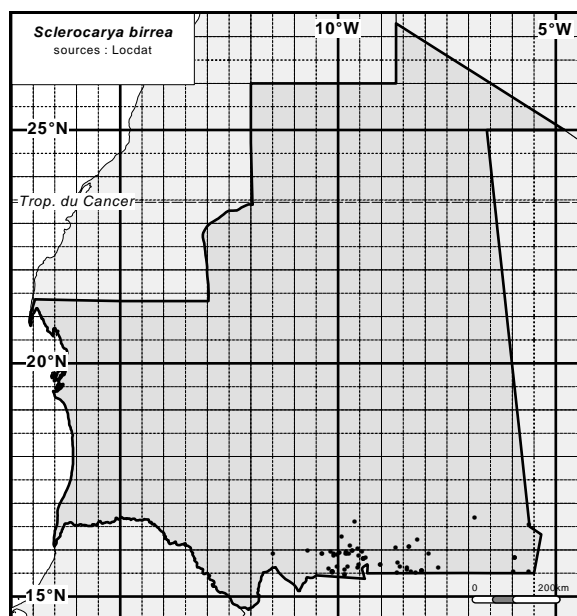 Sclerocarya birrea
sources : Locdat
10°W
5°W
25°N
Trop. du Cancer
20°N
15°N
0 200km